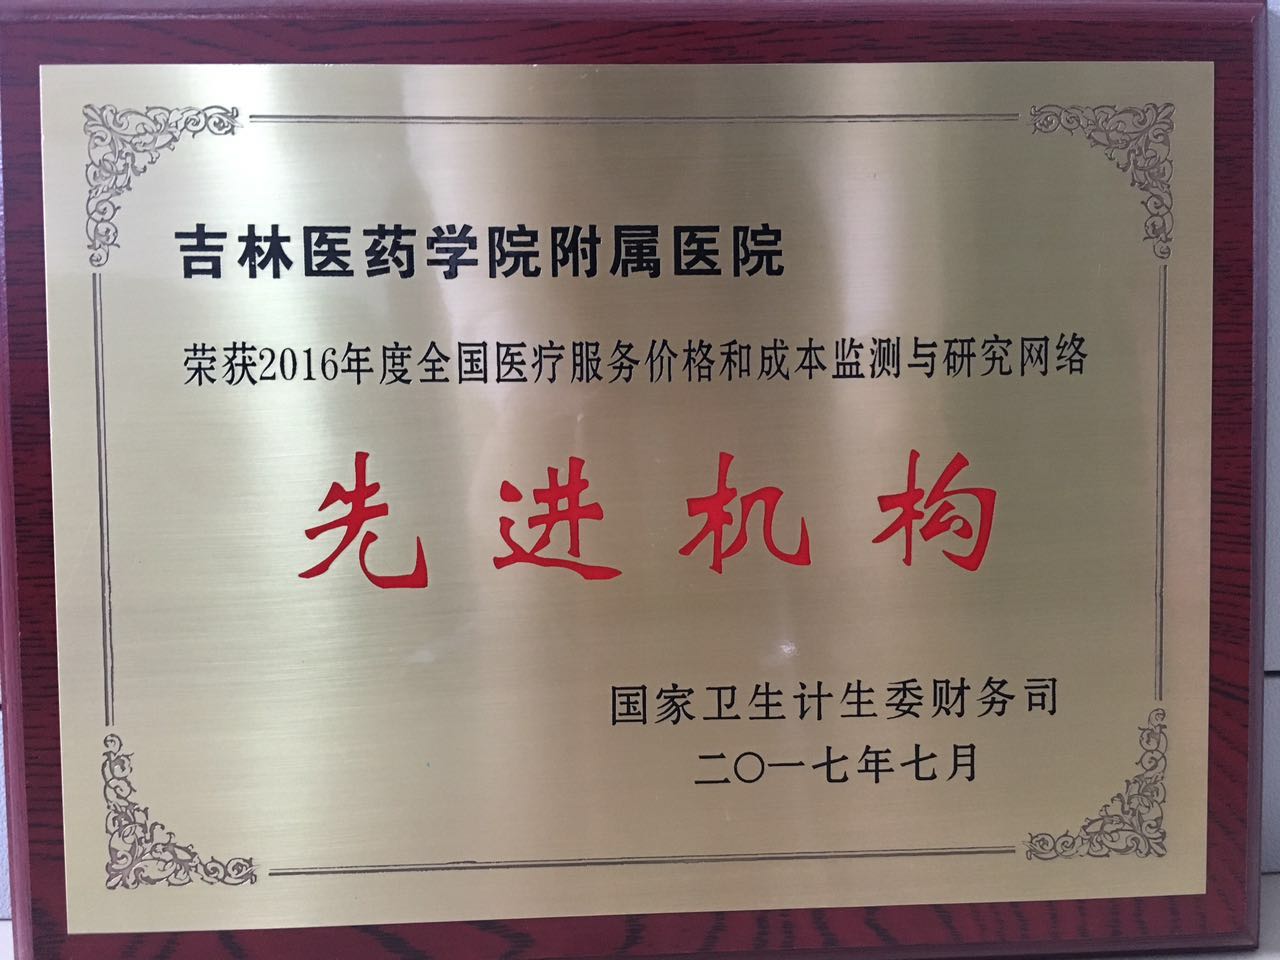 吉林医药学院附属医院
荣获2016年度全国医疗服务价格和成本监测与研究网络
先进机构
国家卫生计生委财务司
二〇一七年七月